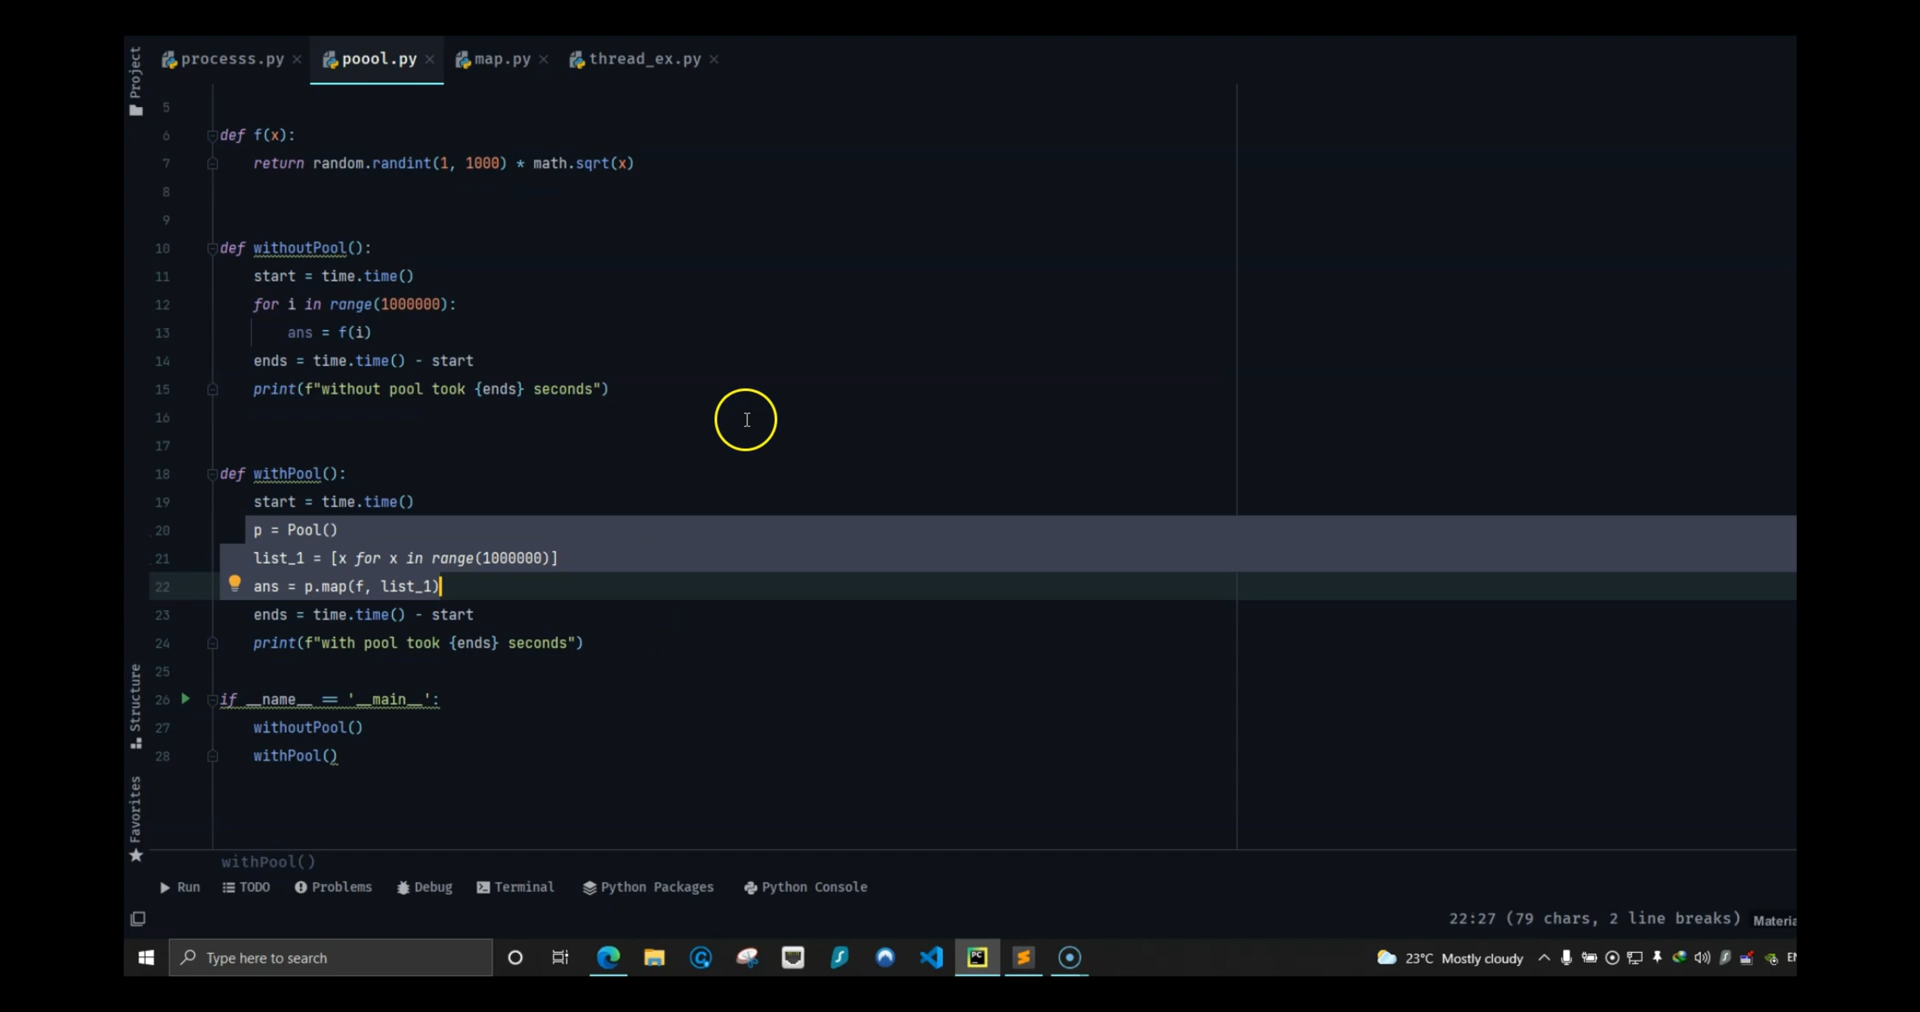 Project
processs.py
poool.py
map.py
thread_ex.py
5
6 def f(x):
7 return random.randint(1, 1000) * math.sqrt(x)
8
9
10 def withoutPool():
11 start = time.time()
12 for i in range(1000000):
13 ans = f(i)
14 ends = time.time() - start
15 print(f"without pool took {ends} seconds")
16
17
18 def withPool():
19 start = time.time()
20 p = Pool()
21 list_1 = [x for x in range(1000000)]
22 ans = p.map(f, list_1)
23 ends = time.time() - start
24 print(f"with pool took {ends} seconds")
25
26 if __name__ == '__main__':
27 withoutPool()
28 withPool()
Structure
Favorites
withPool()
Run TODO Problems Debug Terminal Python Packages Python Console
22:27 (79 chars, 2 line breaks) Materia
Type here to search
23°C Mostly cloudy